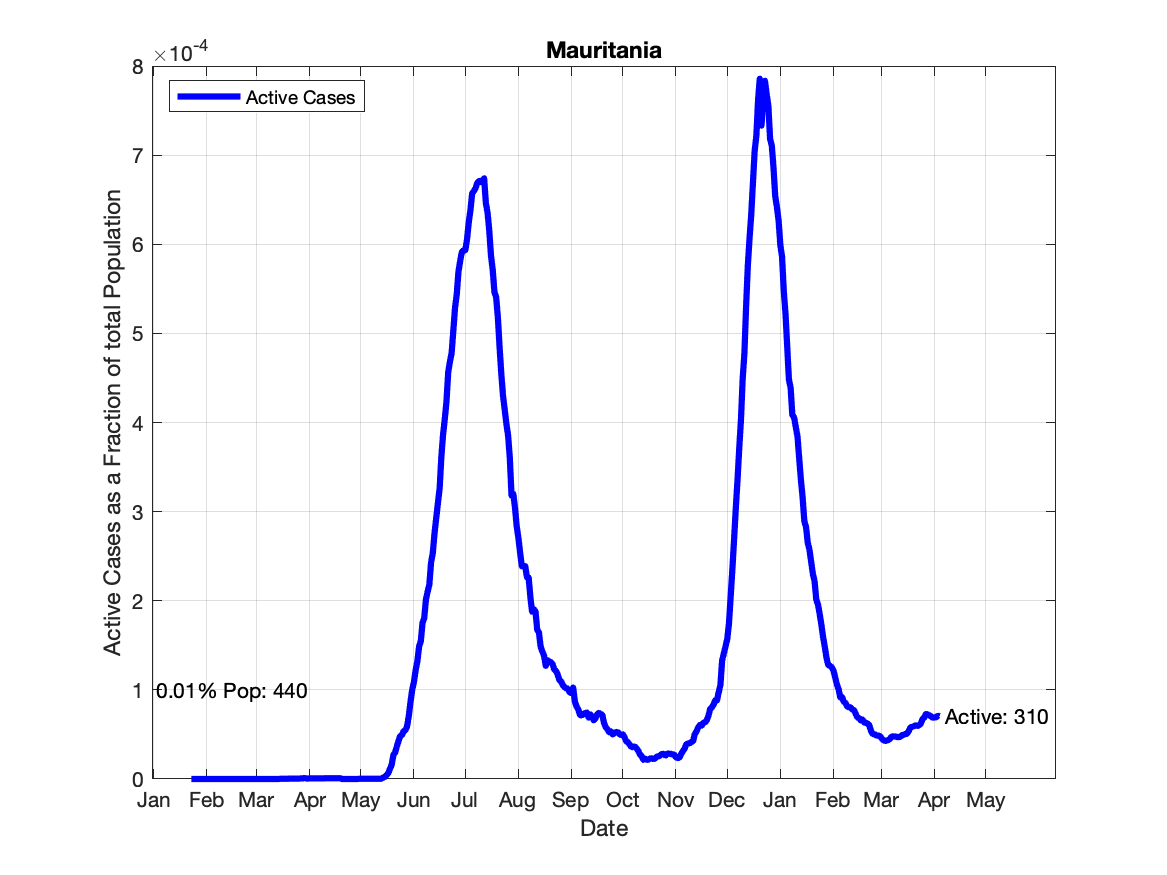 Mauritania
×10-4
Active Cases
8
7
6
5
4
3
2
1
0
Active Cases as a Fraction of total Population
0.01% Pop: 440
Active: 310
Jan Feb Mar Apr May Jun Jul Aug Sep Oct Nov Dec Jan Feb Mar Apr May
Date